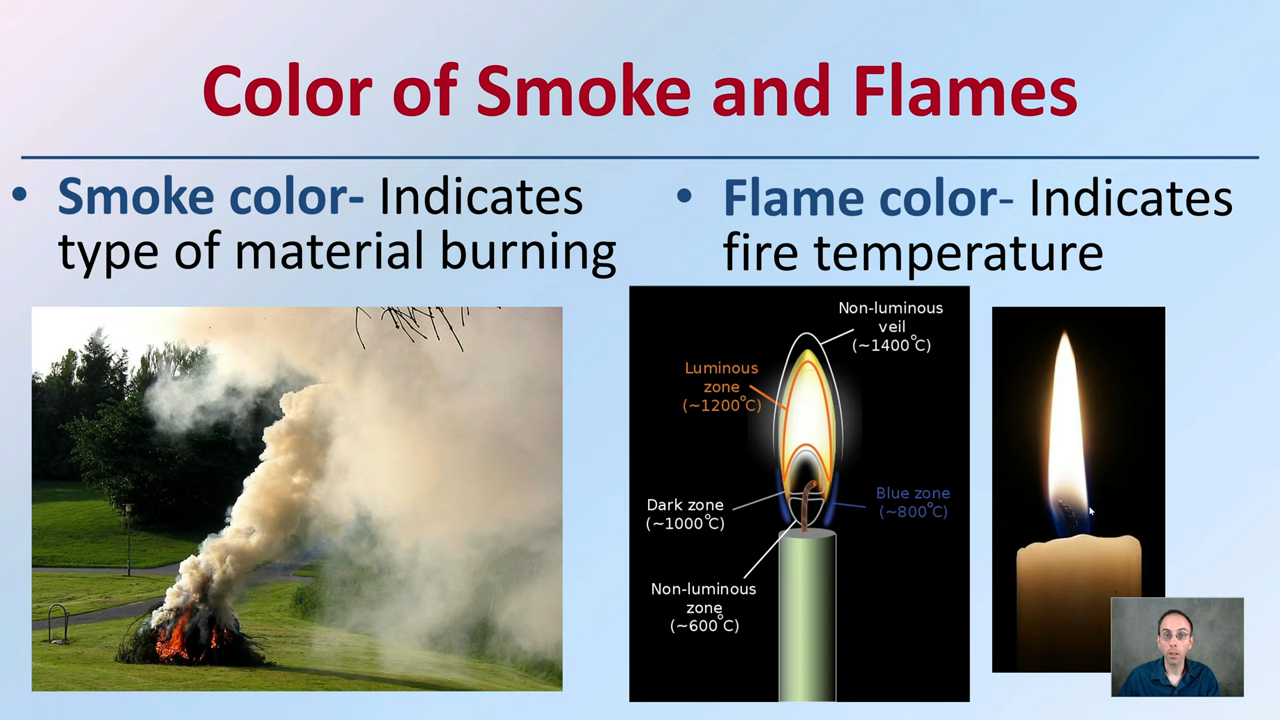 Color of Smoke and Flames
• Smoke color- Indicates
type of material burning
• Flame color- Indicates
fire temperature
Non-luminous
veil
(~1400°C)
Luminous
zone
(~1200°C)
Dark zone
(~1000°C)
Blue zone
(~800°C)
Non-luminous
zone
(~600°C)